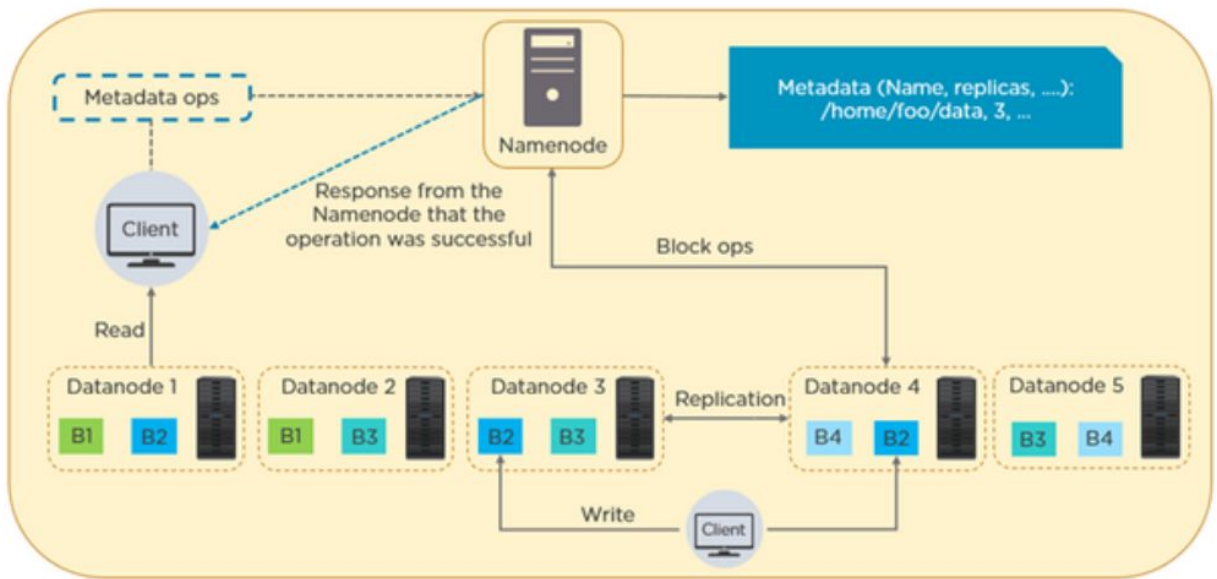 Metadata ops
Namenode
Metadata (Name, replicas, ....):
/home/foo/data, 3, ...
Client
Response from the
Namenode that the
operation was successful
Block ops
Read
Datanode 1
B1 B2
Datanode 2
B1 B3
Datanode 3
B2 B3
Replication
Datanode 4
B4 B2
Datanode 5
B3 B4
Write
Client